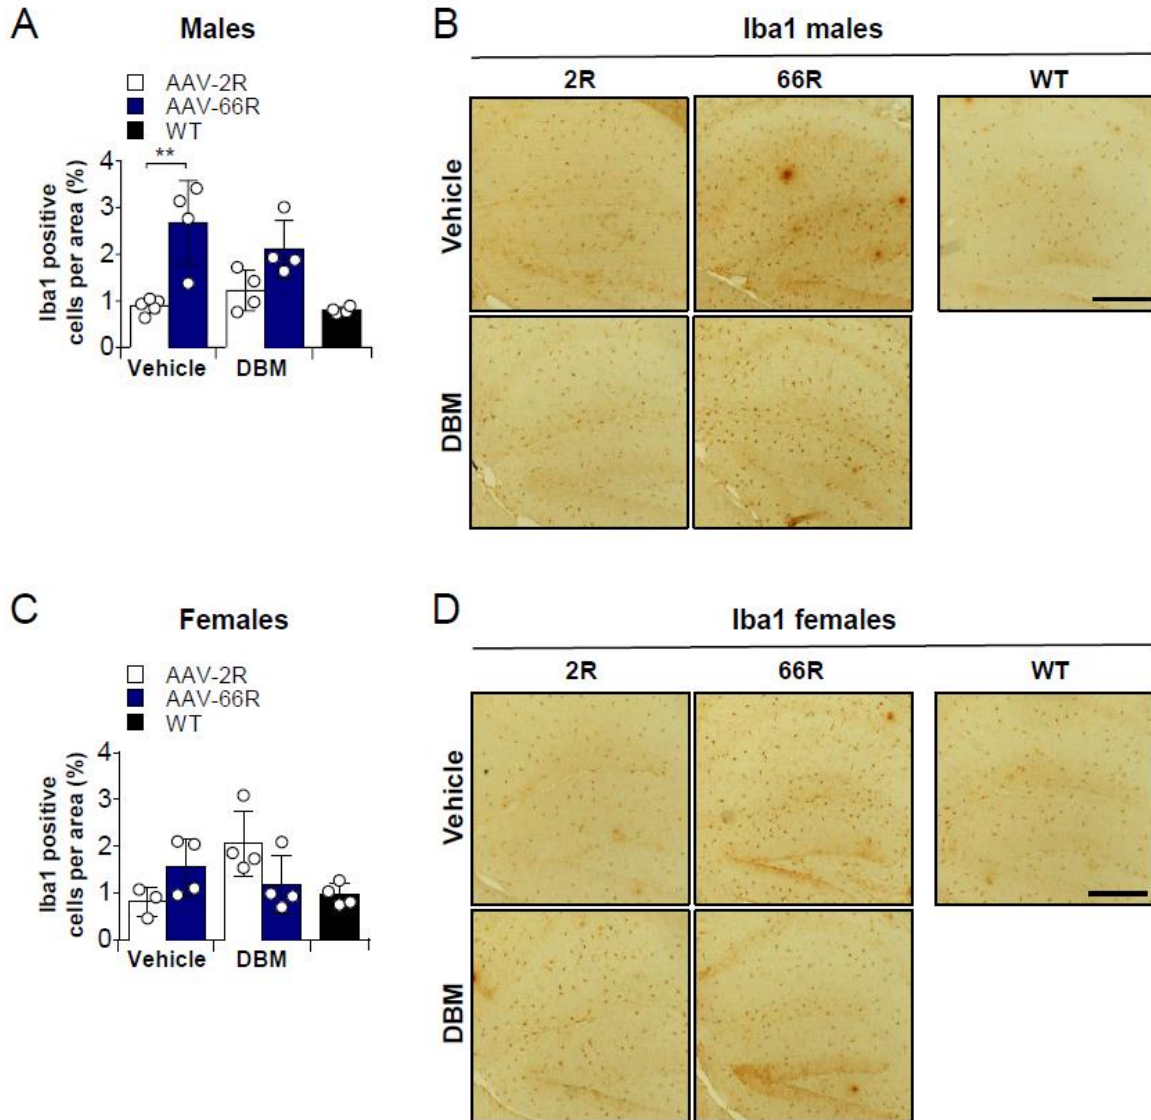 A
Males
AAV-2R
AAV-66R
WT
**
Iba1 positive
cells per area (%)
4
3
2
1
0
Vehicle
DBM
B
Iba1 males
2R
66R
WT
Vehicle
DBM
C
Females
AAV-2R
AAV-66R
WT
Iba1 positive
cells per area (%)
4
3
2
1
0
Vehicle
DBM
D
Iba1 females
2R
66R
WT
Vehicle
DBM